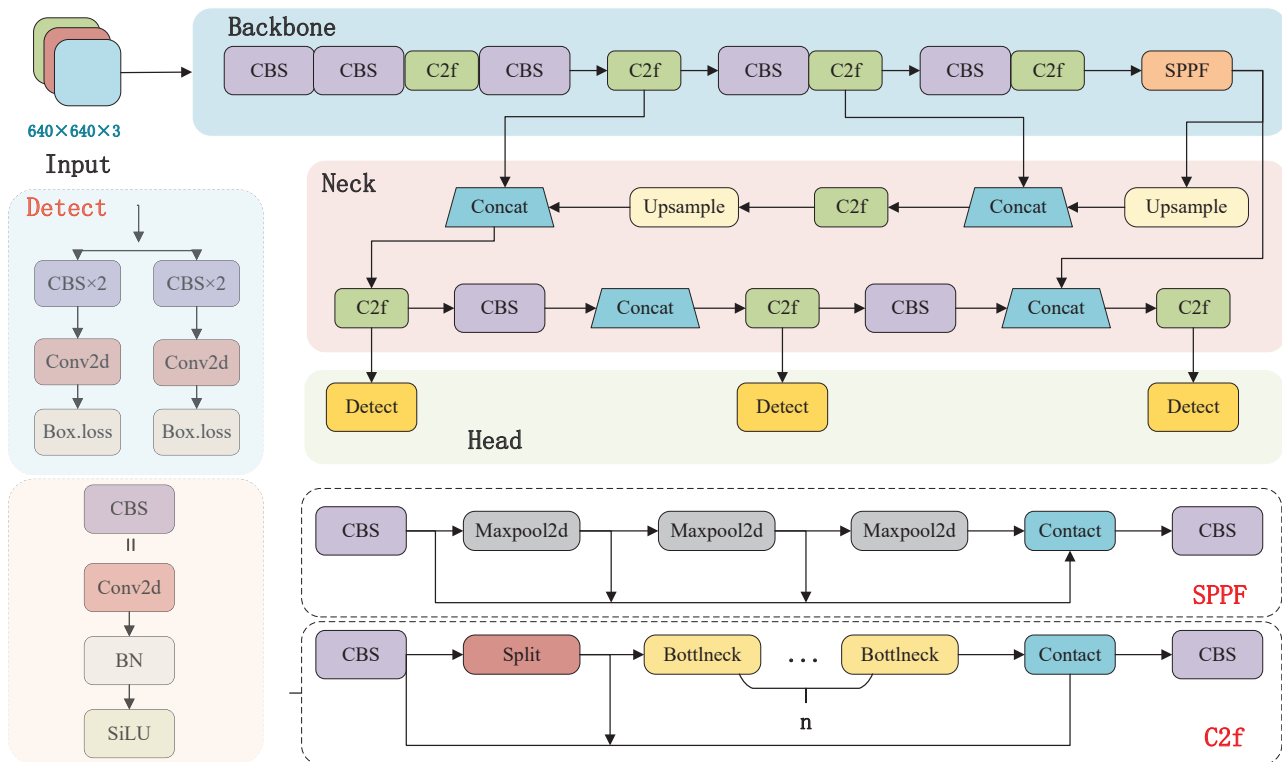 Backbone
CBS CBS C2f CBS C2f CBS C2f CBS C2f SPPF
640×640×3
Input
Neck
Concat Upsample C2f Concat Upsample
C2f CBS Concat C2f CBS Concat C2f
Detect Detect Detect
Head
Detect
CBS×2 CBS×2
Conv2d Conv2d
Box.loss Box.loss
CBS
=
Conv2d
BN
SiLU
CBS Maxpool2d Maxpool2d Maxpool2d Contact CBS
SPPF
CBS Split Bottlneck ... Bottlneck Contact CBS
n
C2f